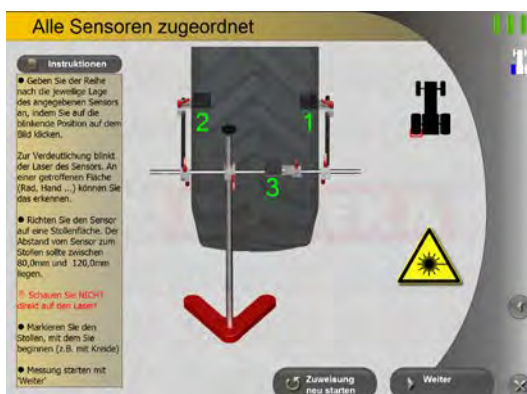 Alle Sensoren zugeordnet
Instruktionen
● Geben Sie der Reihe
nach die jeweilige Lage
des angegebenen Sensors
an, indem Sie auf die
blinkende Position auf dem
Bild klicken.
Zur Verdeutlichung blinkt
der Laser des Sensors. An
einer getroffenen Fläche
(Rad, Hand ...) können Sie
das erkennen.
● Richten Sie den Sensor
auf eine Stollenfläche. Der
Abstand vom Sensor zum
Stollen sollte zwischen
80,0mm und 120,0mm
liegen.
Schauen Sie NICHT
direkt auf den Laser!
● Markieren Sie den
Stollen, mit dem Sie
beginnen (z.B. mit Kreide)
● Messung starten mit
'Weiter'
2
1
3
Zuweisung
neu starten
Weiter